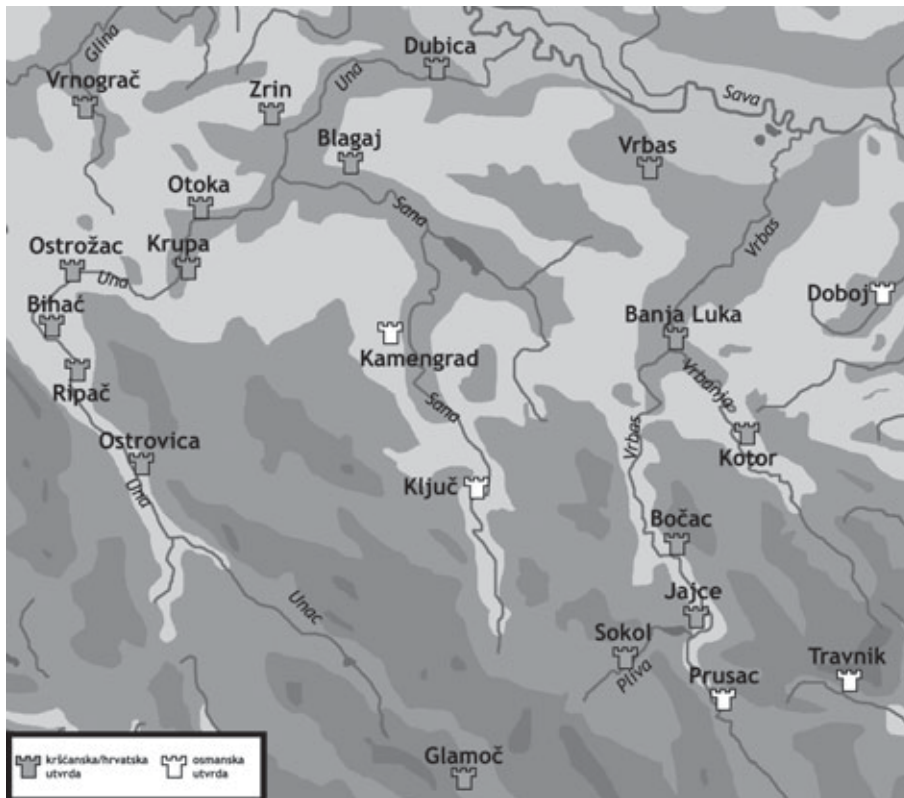 Dubica
Glina
Una
Vrnograč
Zrin
Sava
Blagaj
Vrbas
Otoka
Sana
Vrbas
Ostrožac
Krupa
Una
Doboj
Bihać
Banja Luka
Kamengrad
Vrbanja
Ripač
Sana
Ostrovica
Vrbas
Kotor
Una
Ključ
Bočac
Unac
Jajce
Sokol
Pliva
Prusac
Travnik
Glamoč
kršćanska/hrvatska
utvrda
osmanska
utvrda